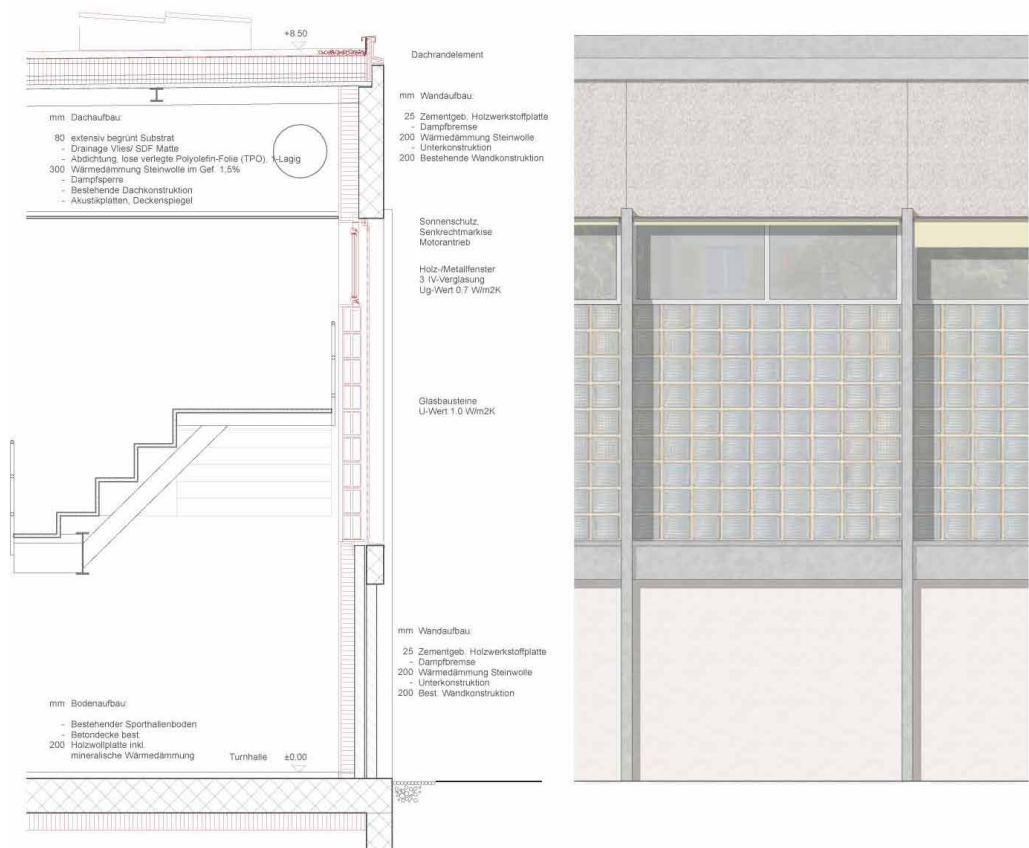 +8.50
Dachrandelement
mm Dachaufbau:
80 extensiv begrünt Substrat
- Drainage Vlies/ SDF Matte
- Abdichtung, lose verlegte Polyolefin-Folie (TPO), 1-Lagig
300 Wärmedämmung Steinwolle im Gef. 1,5%
- Dampfsperre
- Bestehende Dachkonstruktion
- Akustikplatten, Deckenspiegel
mm Wandaufbau:
25 Zementgeb. Holzwerkstoffplatte
- Dampfbremse
200 Wärmedämmung Steinwolle
- Unterkonstruktion
200 Bestehende Wandkonstruktion
Sonnenschutz,
Senkrechtmarkise
Motorantrieb
Holz-/Metallfenster
3 IV-Verglasung
Ug-Wert 0.7 W/m2K
Glasbausteine
U-Wert 1.0 W/m2K
mm Wandaufbau:
25 Zementgeb. Holzwerkstoffplatte
- Dampfbremse
200 Wärmedämmung Steinwolle
- Unterkonstruktion
200 Best. Wandkonstruktion
mm Bodenaufbau:
- Bestehender Sporthallenboden
- Betondecke best.
200 Holzwollplatte inkl.
mineralische Wärmedämmung
Turnhalle ±0.00